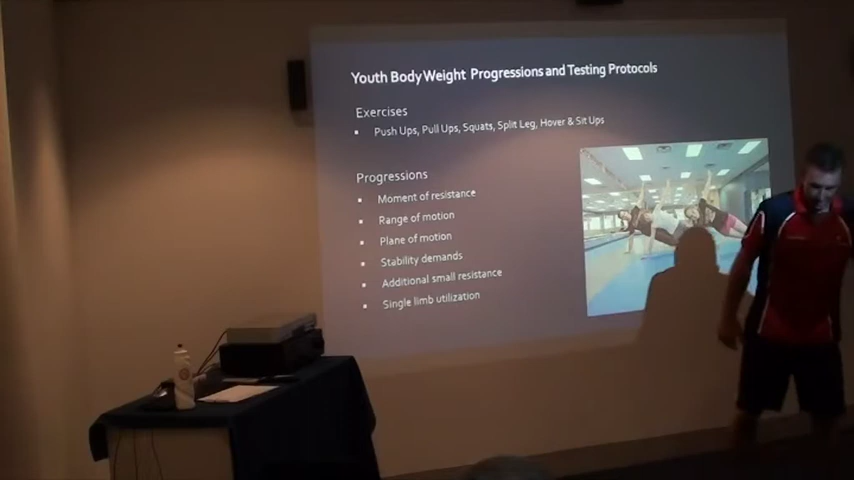 Youth Body Weight Progressions and Testing Protocols
Exercises
Push Ups, Pull Ups, Squats, Split Leg, Hover & Sit Ups
Progressions
Moment of resistance
Range of motion
Plane of motion
Stability demands
Additional small resistance
Single limb utilization